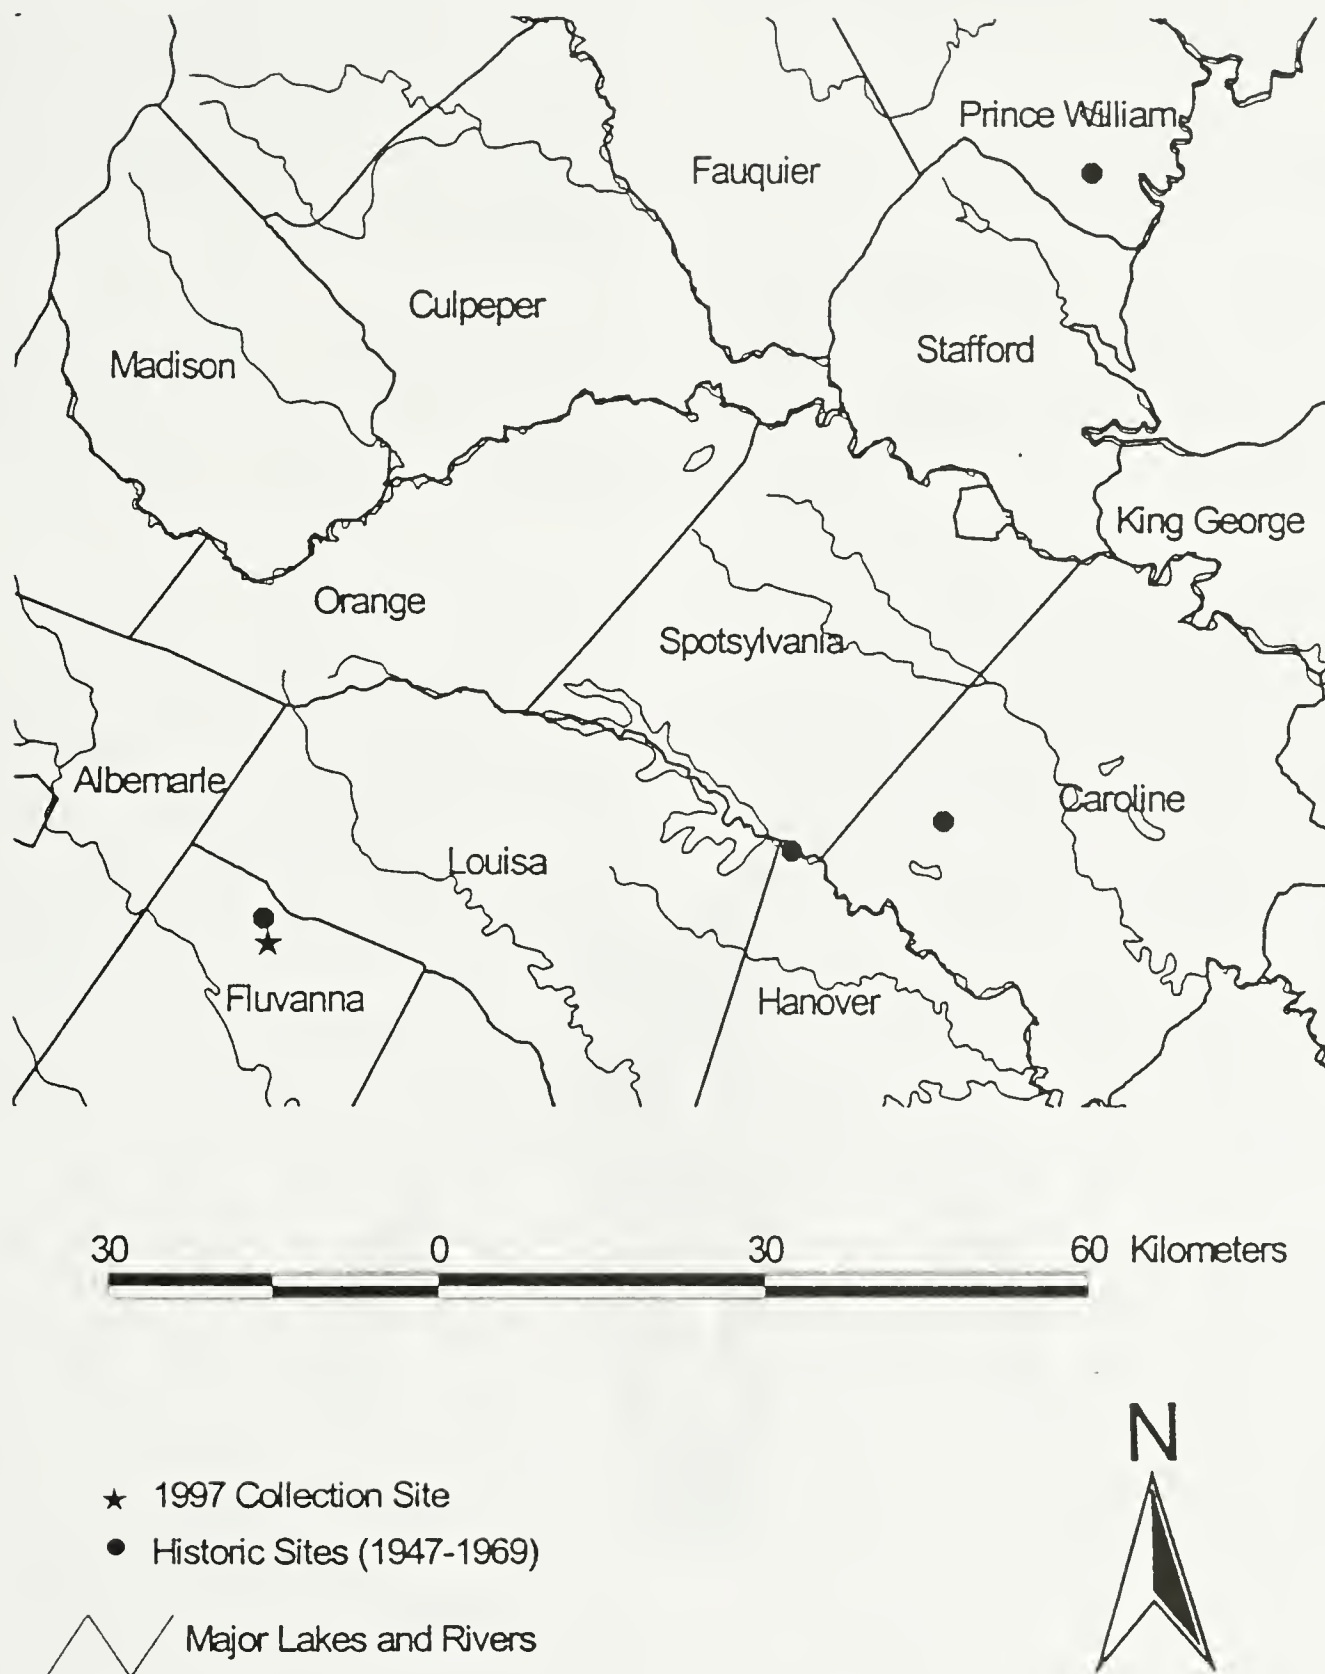 Prince William
Fauquier
Culpeper
Stafford
Madison
King George
Orange
Spotsylvania
Albemarle
Caroline
Louisa
Fluvanna
Hanover
30 0 30 60 Kilometers
N
1997 Collection Site
Historic Sites (1947-1969)
Major Lakes and Rivers